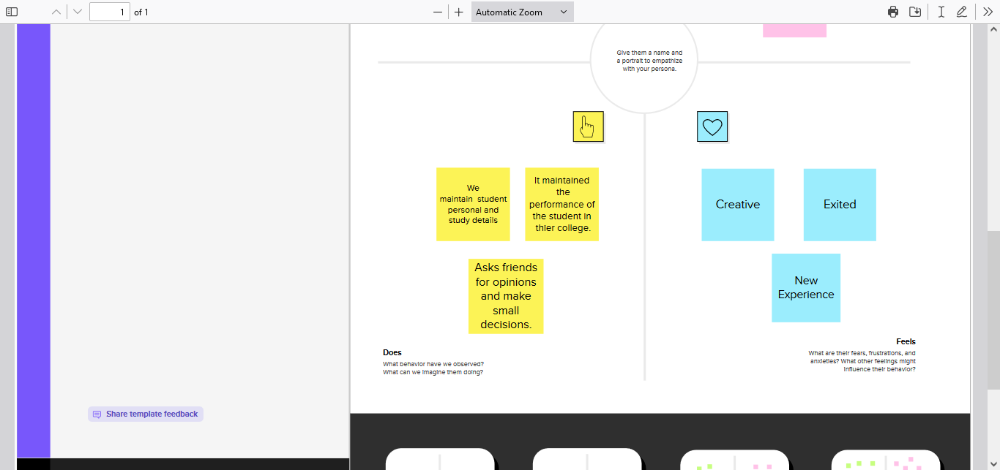 1 of 1
Automatic Zoom
Give them a name and
a portrait to empathize
with your persona.
We
maintain student
personal and
study details
It maintained
the
performance of
the student in
thier college.
Creative
Exited
Asks friends
for opinions
and make
small
decisions.
New
Experience
Does
What behavior have we observed?
What can we imagine them doing?
Feels
What are their fears, frustrations, and
anxieties? What other feelings might
influence their behavior?
Share template feedback